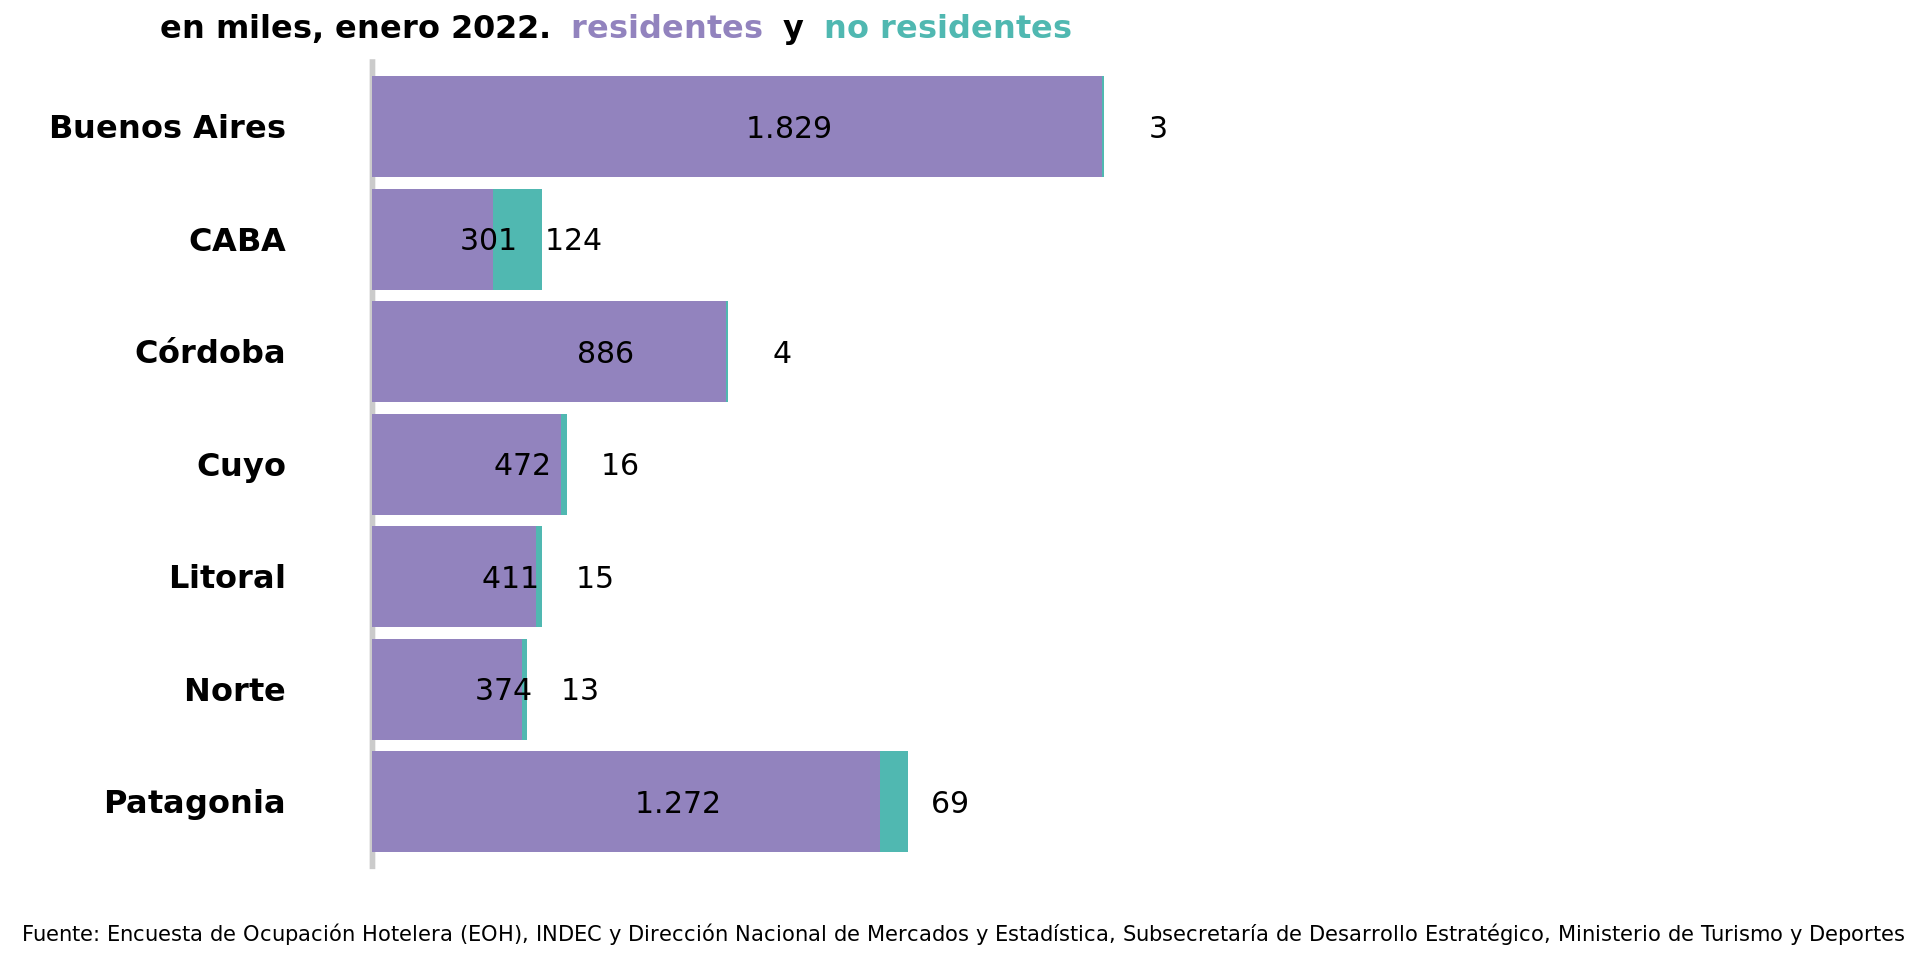 en miles, enero 2022. residentes y no residentes
Buenos Aires 1.829 3
CABA 301 124
Córdoba 886 4
Cuyo 472 16
Litoral 411 15
Norte 374 13
Patagonia 1.272 69
Fuente: Encuesta de Ocupación Hotelera (EOH), INDEC y Dirección Nacional de Mercados y Estadística, Subsecretaría de Desarrollo Estratégico, Ministerio de Turismo y Deportes